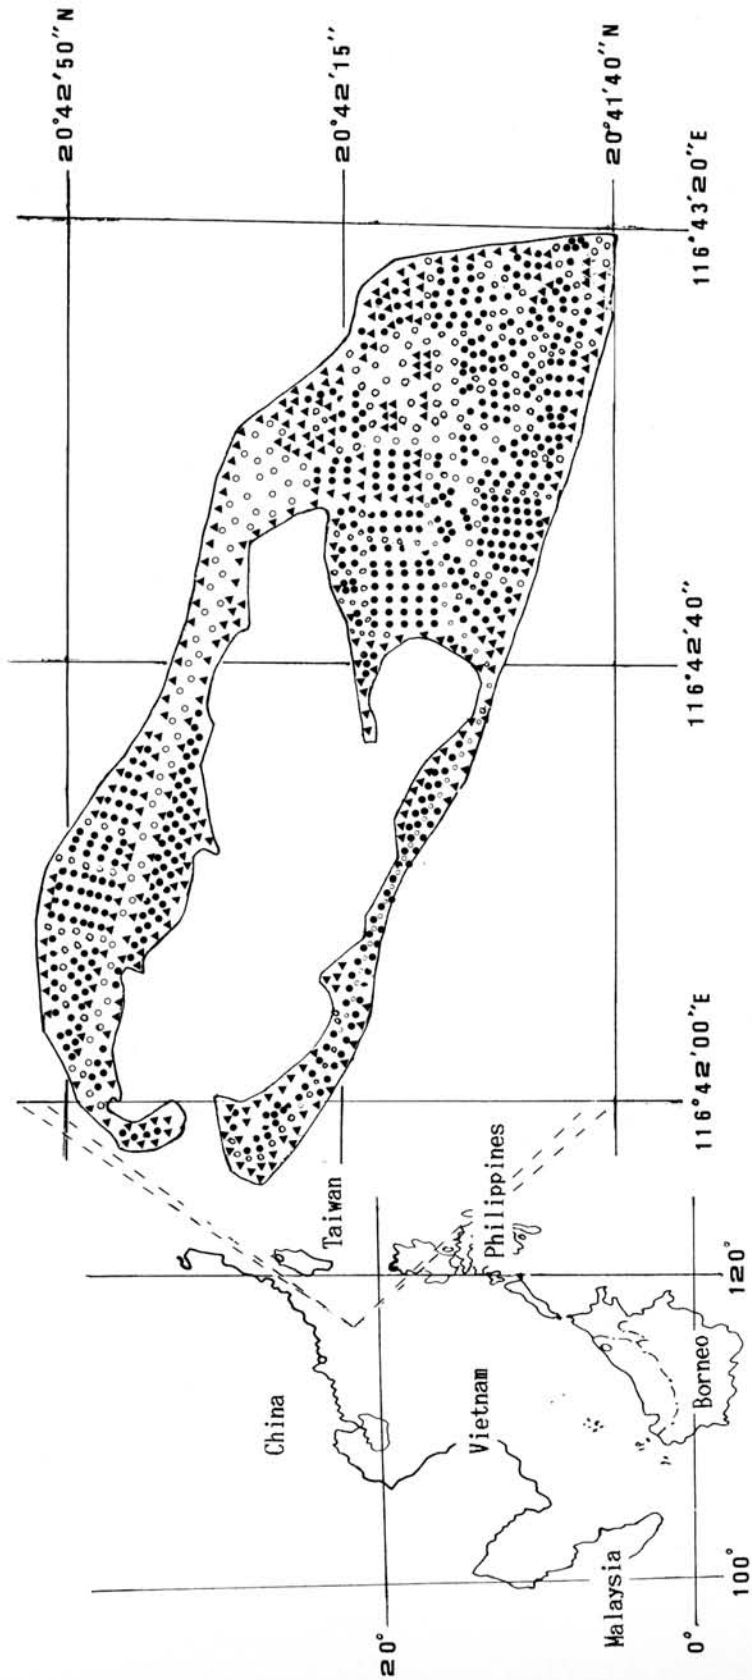 20°42'50"N
20°42'15"
20°41'40"N
116°43'20"E
116°42'40"
116°42'00"E
China
Taiwan
Vietnam
Philippines
Malaysia
Borneo
20°
0°
100°
120°